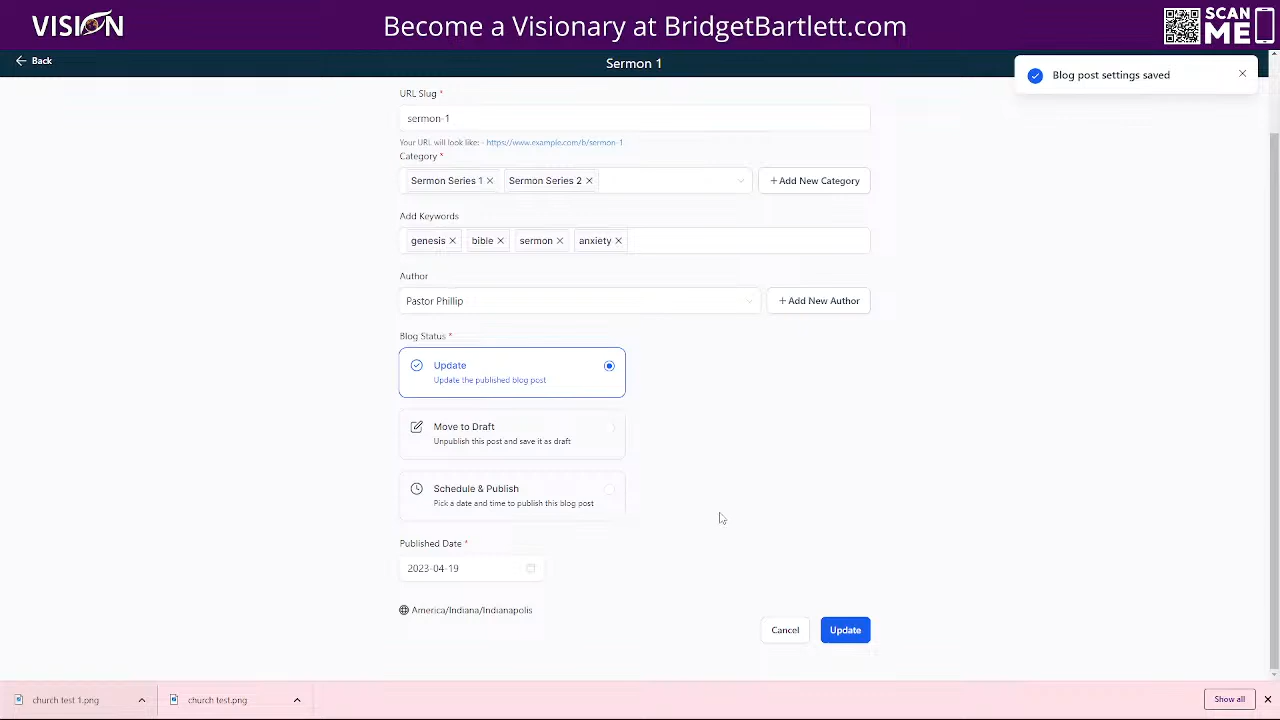 VISION
Become a Visionary at BridgetBartlett.com
SCAN
ME
Back
Sermon 1
Blog post settings saved
URL Slug *
sermon-1
Your URL will look like: - https://www.example.com/b/sermon-1
Category *
Sermon Series 1
Sermon Series 2
+ Add New Category
Add Keywords
genesis
bible
sermon
anxiety
Author
Pastor Phillip
+ Add New Author
Blog Status *
Update
Update the published blog post
Move to Draft
Unpublish this post and save it as draft
Schedule & Publish
Pick a date and time to publish this blog post
Published Date *
2023-04-19
America/Indiana/Indianapolis
Cancel
Update
church test 1.png
church test.png
Show all